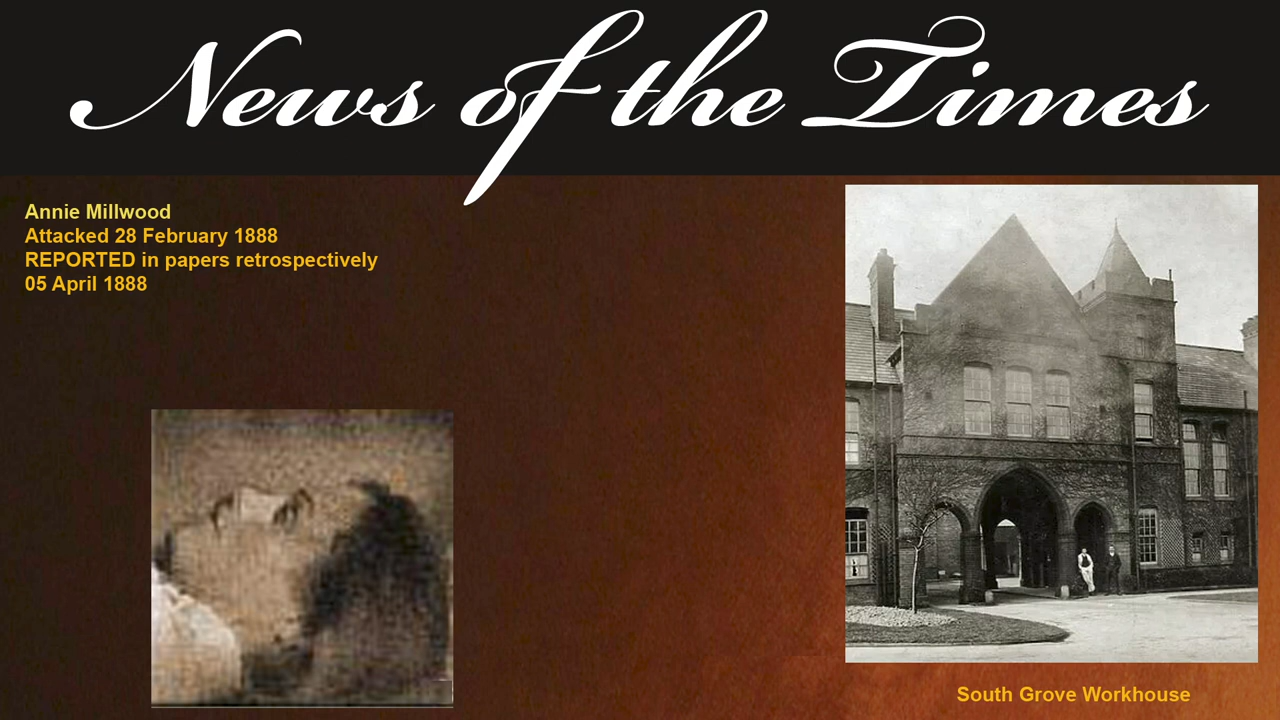 News of the Times
Annie Millwood
Attacked 28 February 1888
REPORTED in papers retrospectively
05 April 1888
South Grove Workhouse